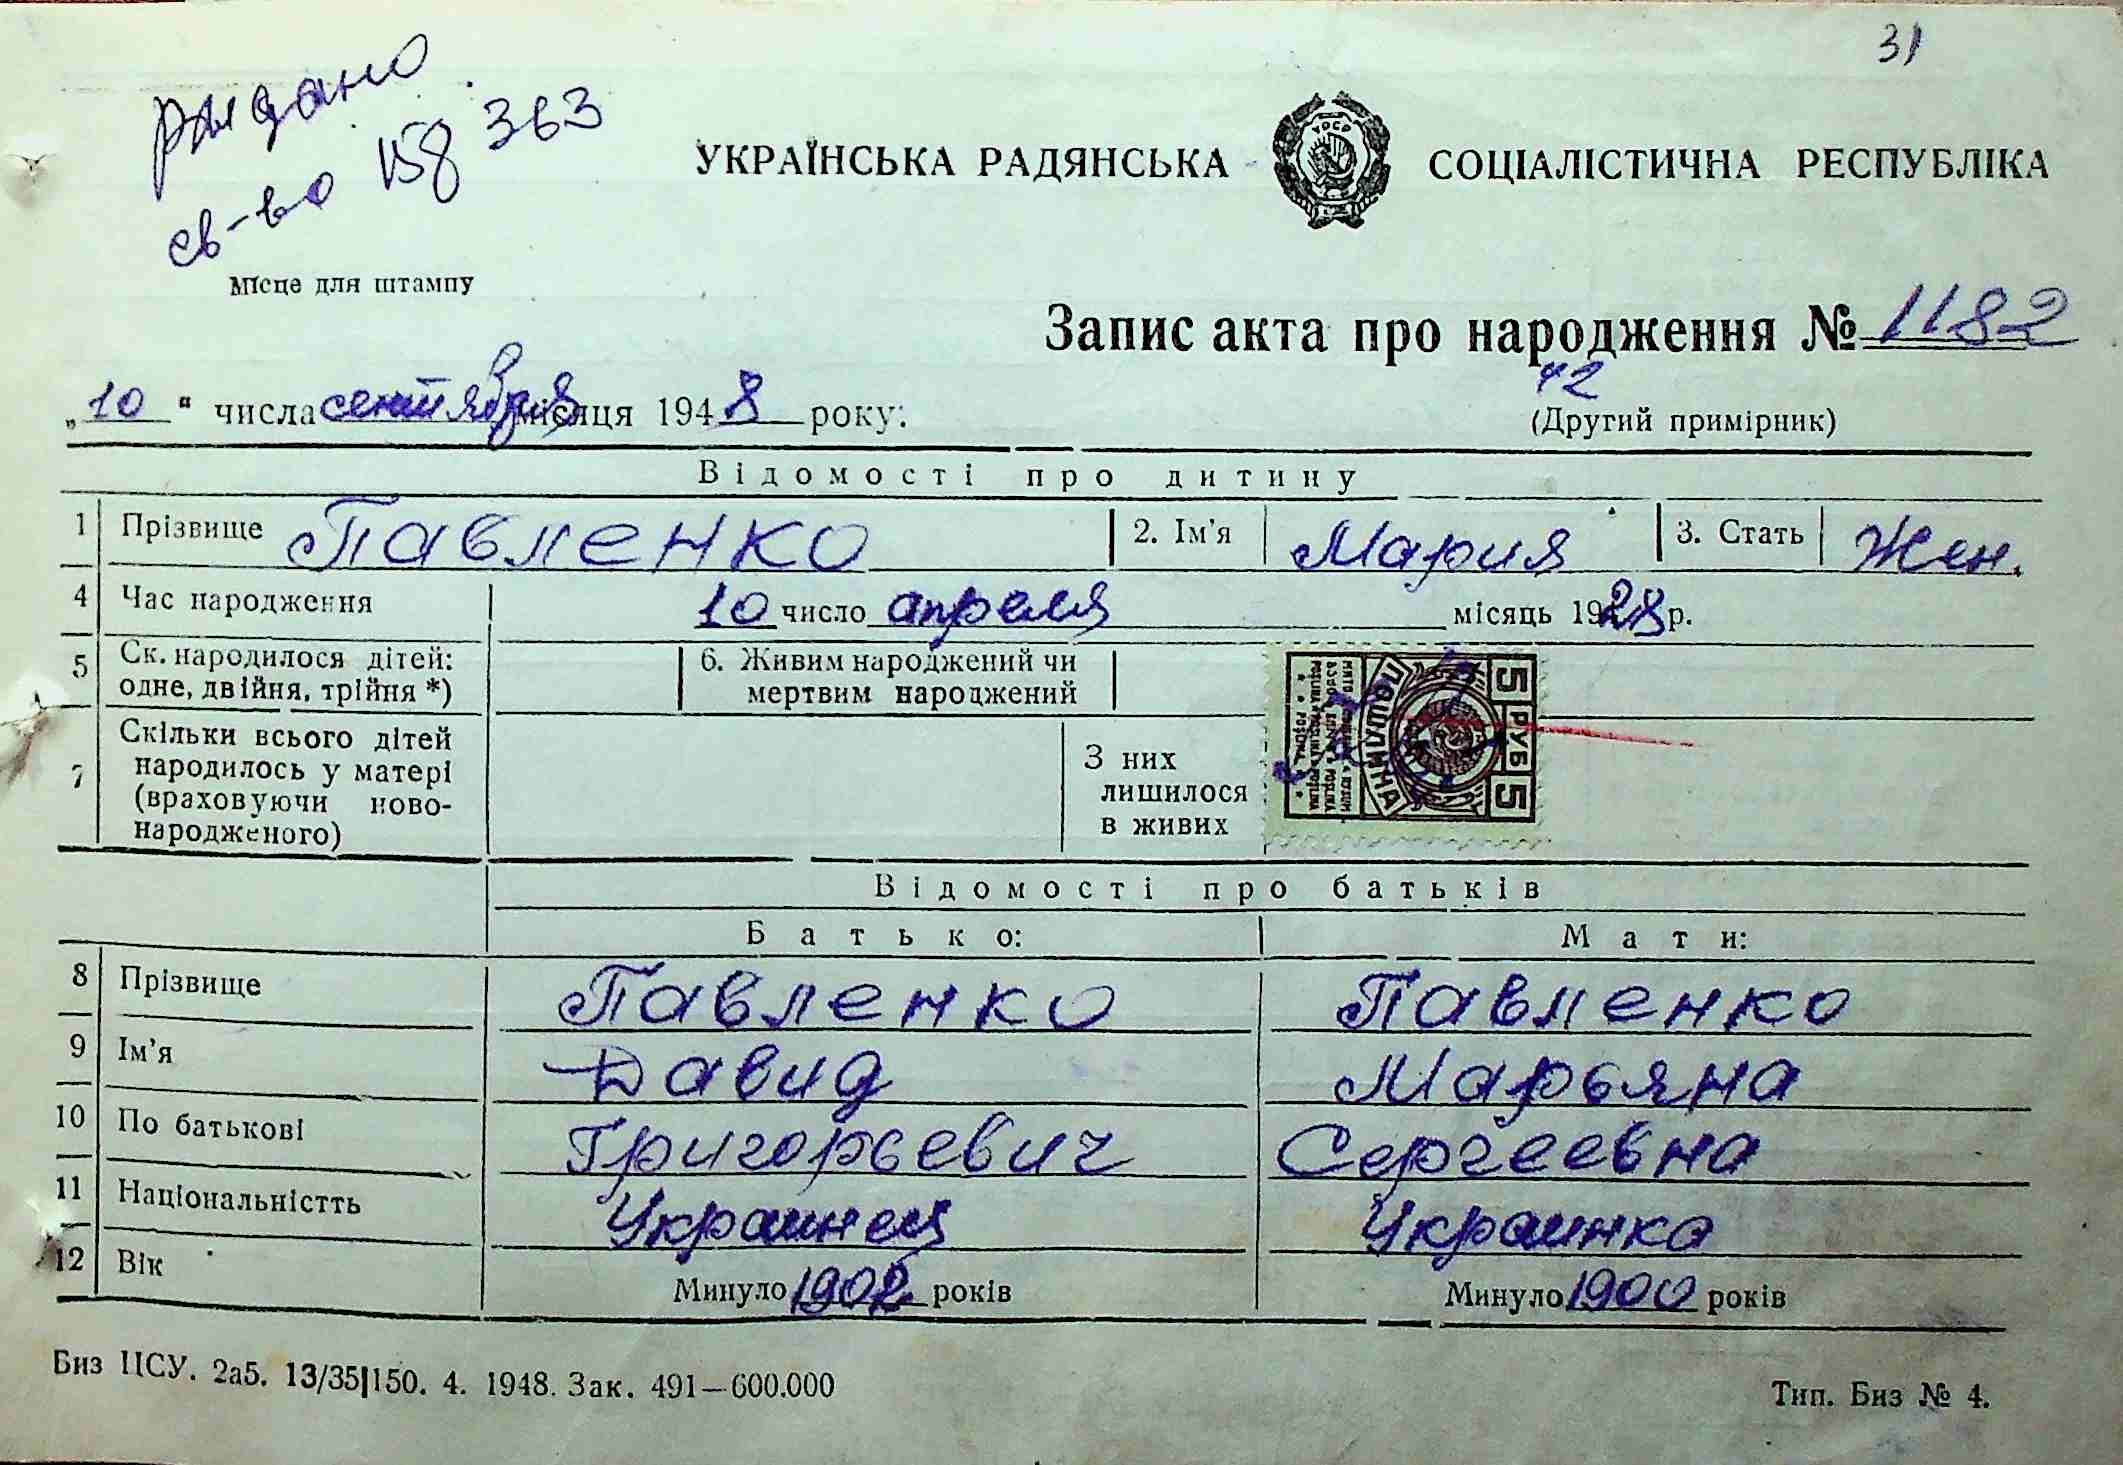 31
видано
св-во 158 363
УКРАЇНСЬКА РАДЯНСЬКА СОЦІАЛІСТИЧНА РЕСПУБЛІКА
УРСР
Місце для штампу
Запис акта про народження № 1182
42
„10“ числа сентября місяця 1948 року:
(Другий примірник)
Відомості про дитину
1 Прізвище Павленко 2. Ім'я Мария 3. Стать Жен.
4 Час народження 10 число апреля місяць 1928 р.
5 Ск. народилося дітей: одне, двійня, трійня *) 6. Живим народжений чи мертвим народжений
7 Скільки всього дітей народилось у матері (враховуючи ново-народженого) З них лишилося в живих
5 РУБ 5
ПОШЛИНА
Відомості про батьків
Батько: Мати:
8 Прізвище Павленко Павленко
9 Ім'я Давид Марьяна
10 По батькові Григорьевич Сергеевна
11 Національністть Украинец Украинка
12 Вік Минуло 1902 років Минуло 1900 років
Биз ЦСУ. 2а5. 13/35|150. 4. 1948. Зак. 491—600.000
Тип. Биз № 4.